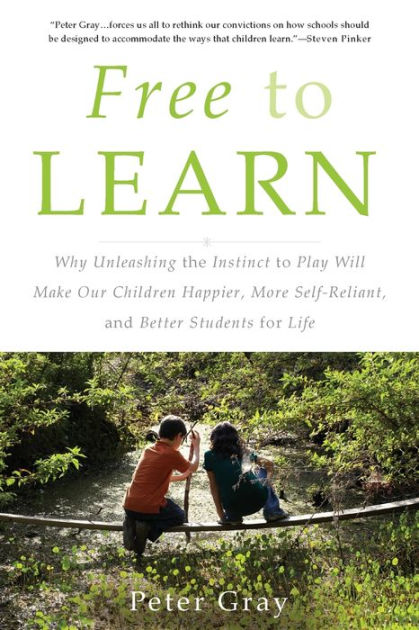 “Peter Gray...forces us all to rethink our convictions on how schools should
be designed to accommodate the ways that children learn.”—Steven Pinker
Free to
LEARN
Why Unleashing the Instinct to Play Will
Make Our Children Happier, More Self-Reliant,
and Better Students for Life
Peter Gray